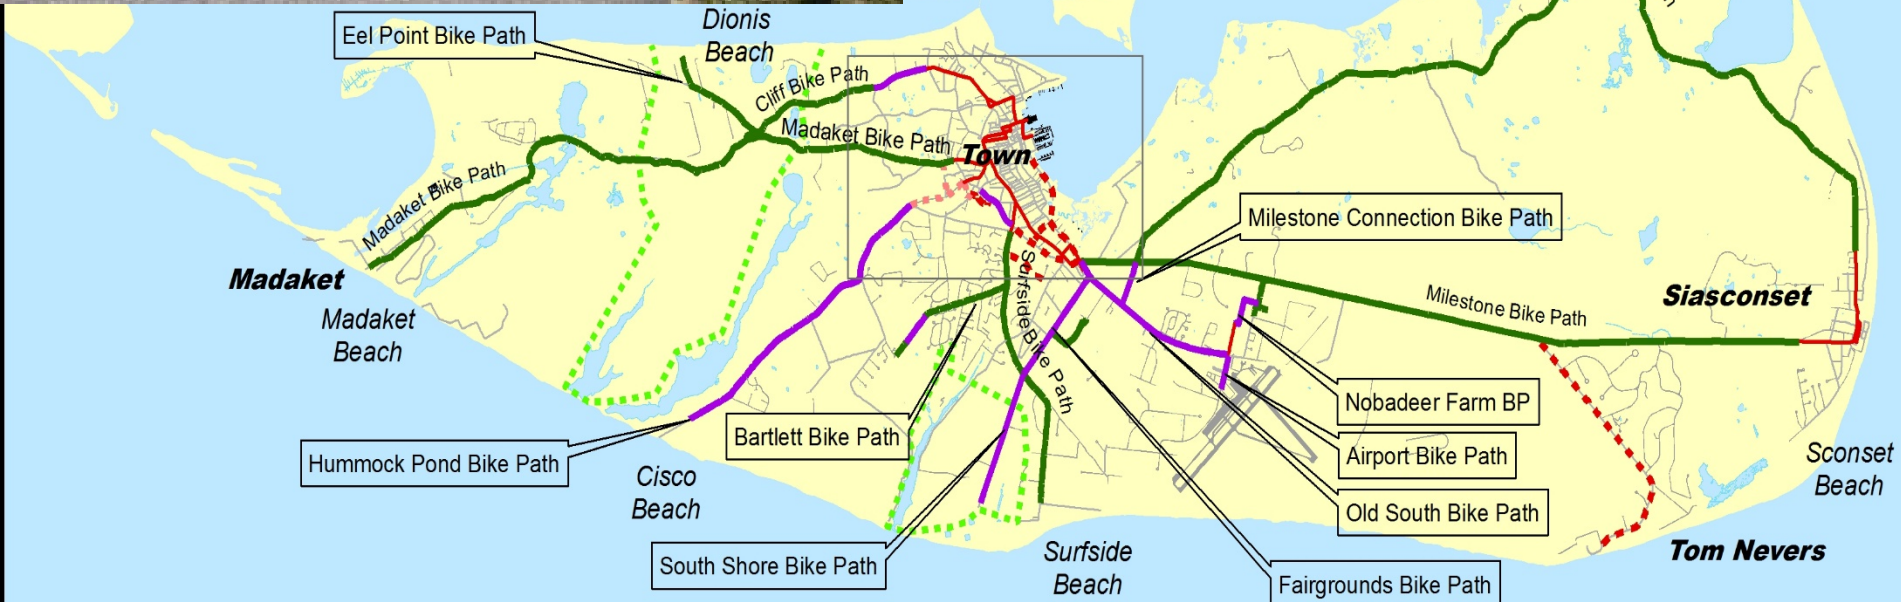 Dionis
Beach
Eel Point Bike Path
Cliff Bike Path
Madaket Bike Path
Town
Madaket Bike Path
Milestone Connection Bike Path
Madaket
Madaket
Beach
Surfside Bike Path
Milestone Bike Path
Siasconset
Nobadeer Farm BP
Bartlett Bike Path
Airport Bike Path
Hummock Pond Bike Path
Cisco
Beach
Sconset
Beach
Old South Bike Path
South Shore Bike Path
Surfside
Beach
Tom Nevers
Fairgrounds Bike Path